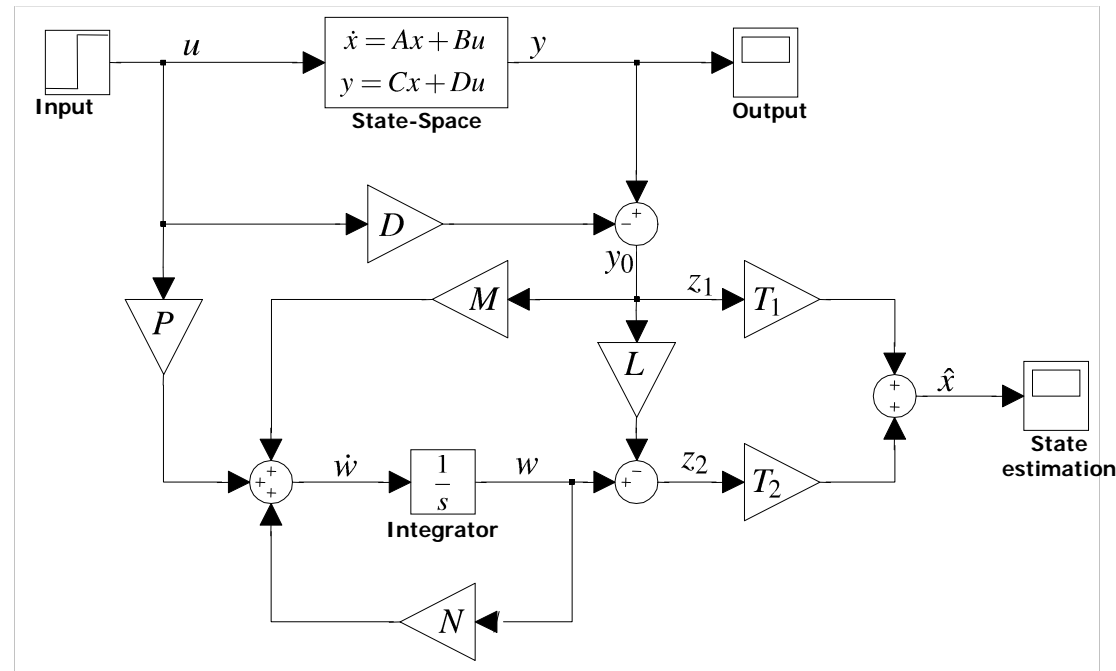 u
ẋ = Ax + Bu
y = Cx + Du
y
Input
State-Space
Output
D
+
−
y₀
P
M
z₁
T₁
L
+
+
x̂
State
estimation
+
+
+
ẇ
1
s
Integrator
w
−
+
z₂
T₂
N